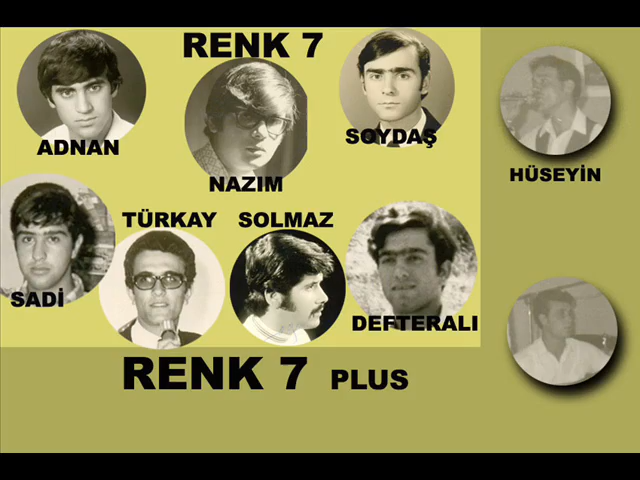 RENK 7
ADNAN
NAZIM
SOYDAŞ
HÜSEYİN
TÜRKAY
SOLMAZ
SADİ
DEFTERALI
RENK 7 PLUS